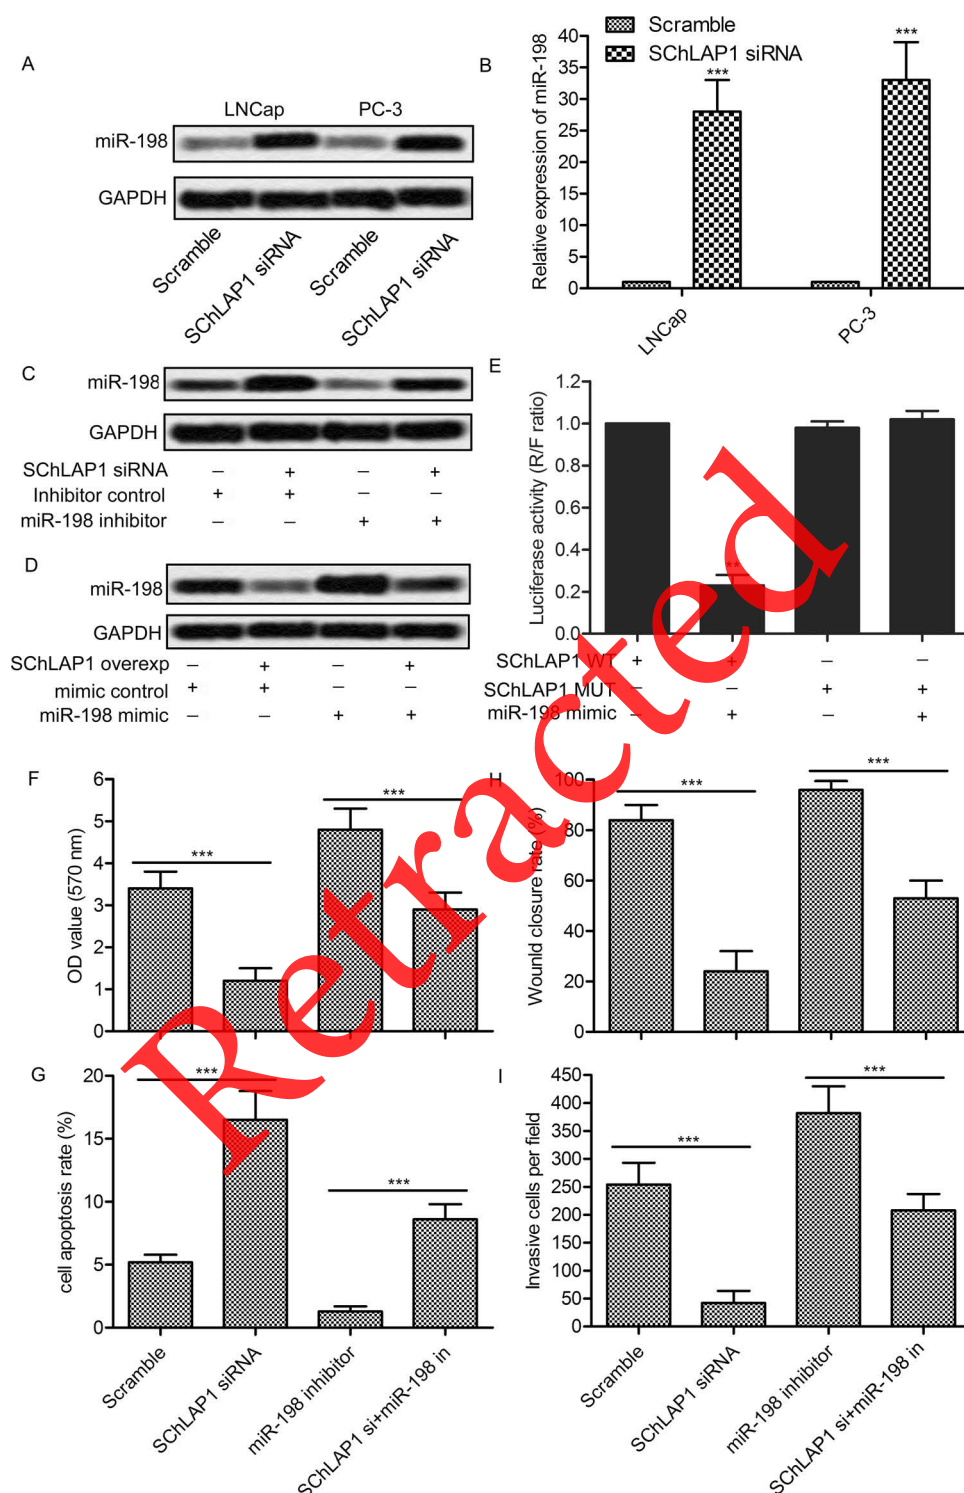 A
LNCap PC-3
miR-198
GAPDH
Scramble
SChLAP1 siRNA
Scramble
SChLAP1 siRNA
B
Scramble
SChLAP1 siRNA
Relative expression of miR-198
40
35
30
25
20
15
10
5
0
***
***
LNCap
PC-3
C
miR-198
GAPDH
SChLAP1 siRNA − + − +
Inhibitor control + + − −
miR-198 inhibitor − − + +
D
miR-198
GAPDH
SChLAP1 overexp − + − +
mimic control + + − −
miR-198 mimic − − + +
E
Luciferase activity (R/F ratio)
1.2
1.0
0.8
0.6
0.4
0.2
0.0
**
SChLAP1 WT + + − −
SChLAP1 MUT − − + +
miR-198 mimic − + − +
F
OD value (570 nm)
6
5
4
3
2
1
0
***
***
H
Wound closure rate (%)
100
80
60
40
20
0
***
***
G
cell apoptosis rate (%)
20
15
10
5
0
***
***
Scramble
SChLAP1 siRNA
miR-198 inhibitor
SChLAP1 si+miR-198 in
I
Invasive cells per field
450
400
350
300
250
200
150
100
50
0
***
***
Scramble
SChLAP1 siRNA
miR-198 inhibitor
SChLAP1 si+miR-198 in
Retracted